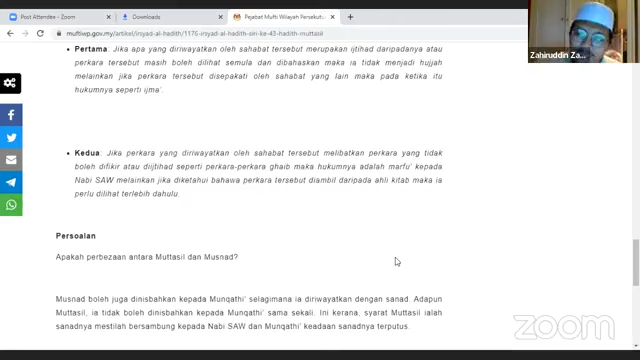 Post Attendee - Zoom
Downloads
Pejabat Mufti Wilayah Persekutu
muftiwp.gov.my/artikel/irsyad-al-hadith/1176-irsyad-al-hadith-siri-ke-43-hadith-muttasil
Zahiruddin Za...
Pertama: Jika apa yang diriwayatkan oleh sahabat tersebut merupakan ijtihad daripadanya atau
perkara tersebut masih boleh dilihat semula dan dibahaskan maka ia tidak menjadi hujjah
melainkan jika perkara tersebut disepakati oleh sahabat yang lain maka pada ketika itu
hukumnya seperti ijma'.
Kedua: Jika perkara yang diriwayatkan oleh sahabat tersebut melibatkan perkara yang tidak
boleh difikir atau diijtihad seperti perkara-perkara ghaib maka hukumnya adalah marfu' kepada
Nabi SAW melainkan jika diketahui bahawa perkara tersebut diambil daripada ahli kitab maka ia
perlu dilihat terlebih dahulu.
Persoalan
Apakah perbezaan antara Muttasil dan Musnad?
Musnad boleh juga dinisbahkan kepada Munqathi' selagimana ia diriwayatkan dengan sanad. Adapun
Muttasil, ia tidak boleh dinisbahkan kepada Munqathi' sama sekali. Ini kerana, syarat Muttasil ialah
sanadnya mestilah bersambung kepada Nabi SAW dan Munqathi' keadaan sanadnya terputus.
zoom